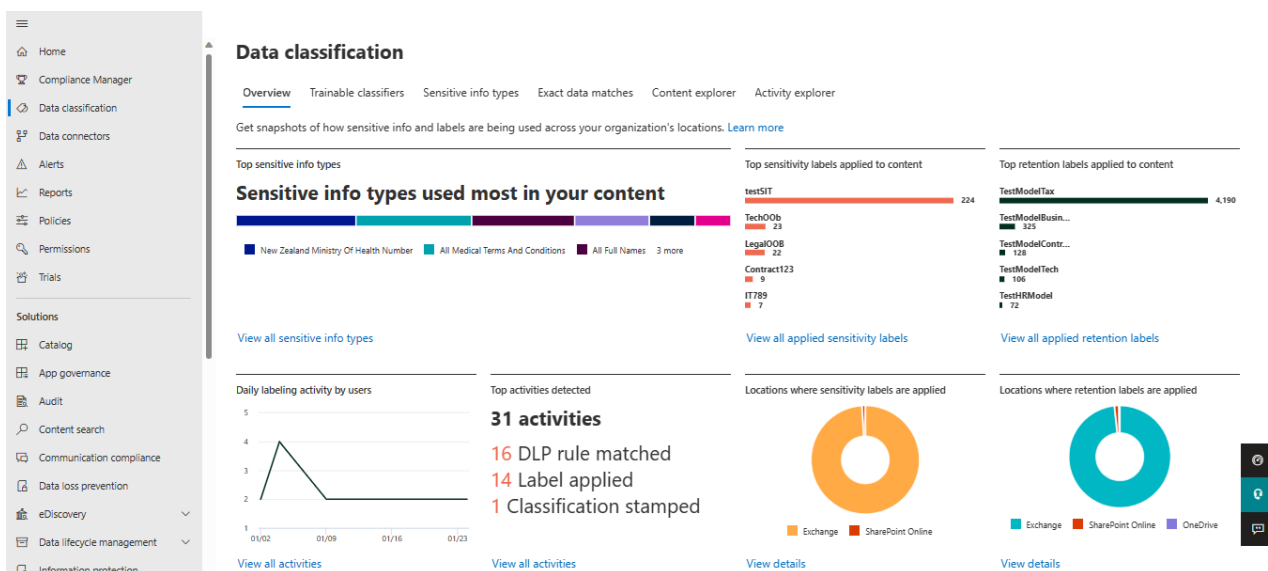 Home
Compliance Manager
Data classification
Data connectors
Alerts
Reports
Policies
Permissions
Trials
Solutions
Catalog
App governance
Audit
Content search
Communication compliance
Data loss prevention
eDiscovery
Data lifecycle management
Information protection
Data classification
Overview Trainable classifiers Sensitive info types Exact data matches Content explorer Activity explorer
Get snapshots of how sensitive info and labels are being used across your organization's locations. Learn more
Top sensitive info types
Sensitive info types used most in your content
New Zealand Ministry Of Health Number All Medical Terms And Conditions All Full Names 3 more
View all sensitive info types
Top sensitivity labels applied to content
testSIT
224
TechOOb
23
LegalOOB
22
Contract123
9
IT789
7
View all applied sensitivity labels
Top retention labels applied to content
TestModelTax
4,190
TestModelBusin...
325
TestModelContr...
128
TestModelTech
106
TestHRModel
72
View all applied retention labels
Daily labeling activity by users
5
4
3
2
1
01/02 01/09 01/16 01/23
View all activities
Top activities detected
31 activities
16 DLP rule matched
14 Label applied
1 Classification stamped
View all activities
Locations where sensitivity labels are applied
Exchange SharePoint Online
View details
Locations where retention labels are applied
Exchange SharePoint Online OneDrive
View details